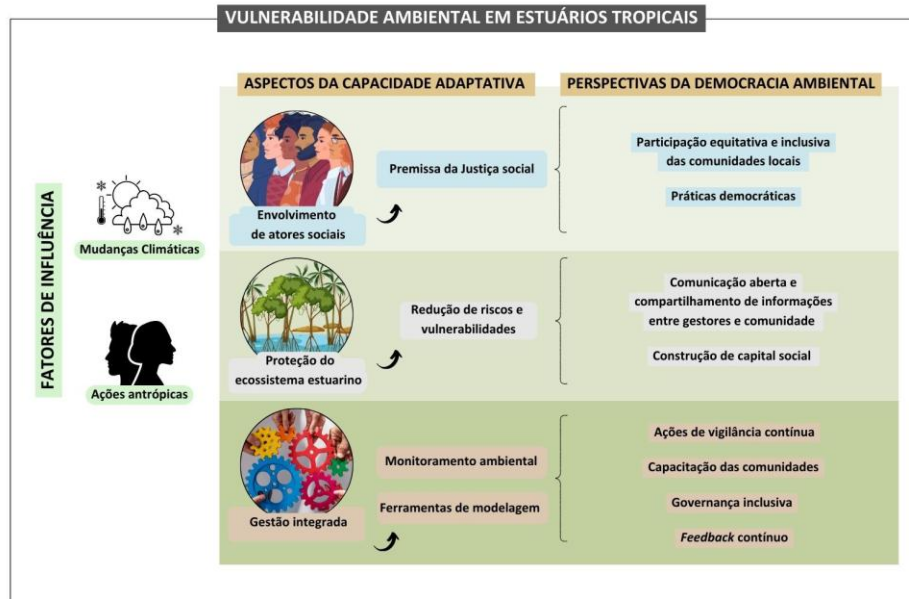 VULNERABILIDADE AMBIENTAL EM ESTUÁRIOS TROPICAIS
ASPECTOS DA CAPACIDADE ADAPTATIVA
PERSPECTIVAS DA DEMOCRACIA AMBIENTAL
FATORES DE INFLUÊNCIA
Mudanças Climáticas
Ações antrópicas
Envolvimento
de atores sociais
Premissa da Justiça social
Participação equitativa e inclusiva
das comunidades locais
Práticas democráticas
Proteção do
ecossistema estuarino
Redução de riscos e
vulnerabilidades
Comunicação aberta e
compartilhamento de informações
entre gestores e comunidade
Construção de capital social
Gestão integrada
Monitoramento ambiental
Ferramentas de modelagem
Ações de vigilância contínua
Capacitação das comunidades
Governança inclusiva
Feedback contínuo